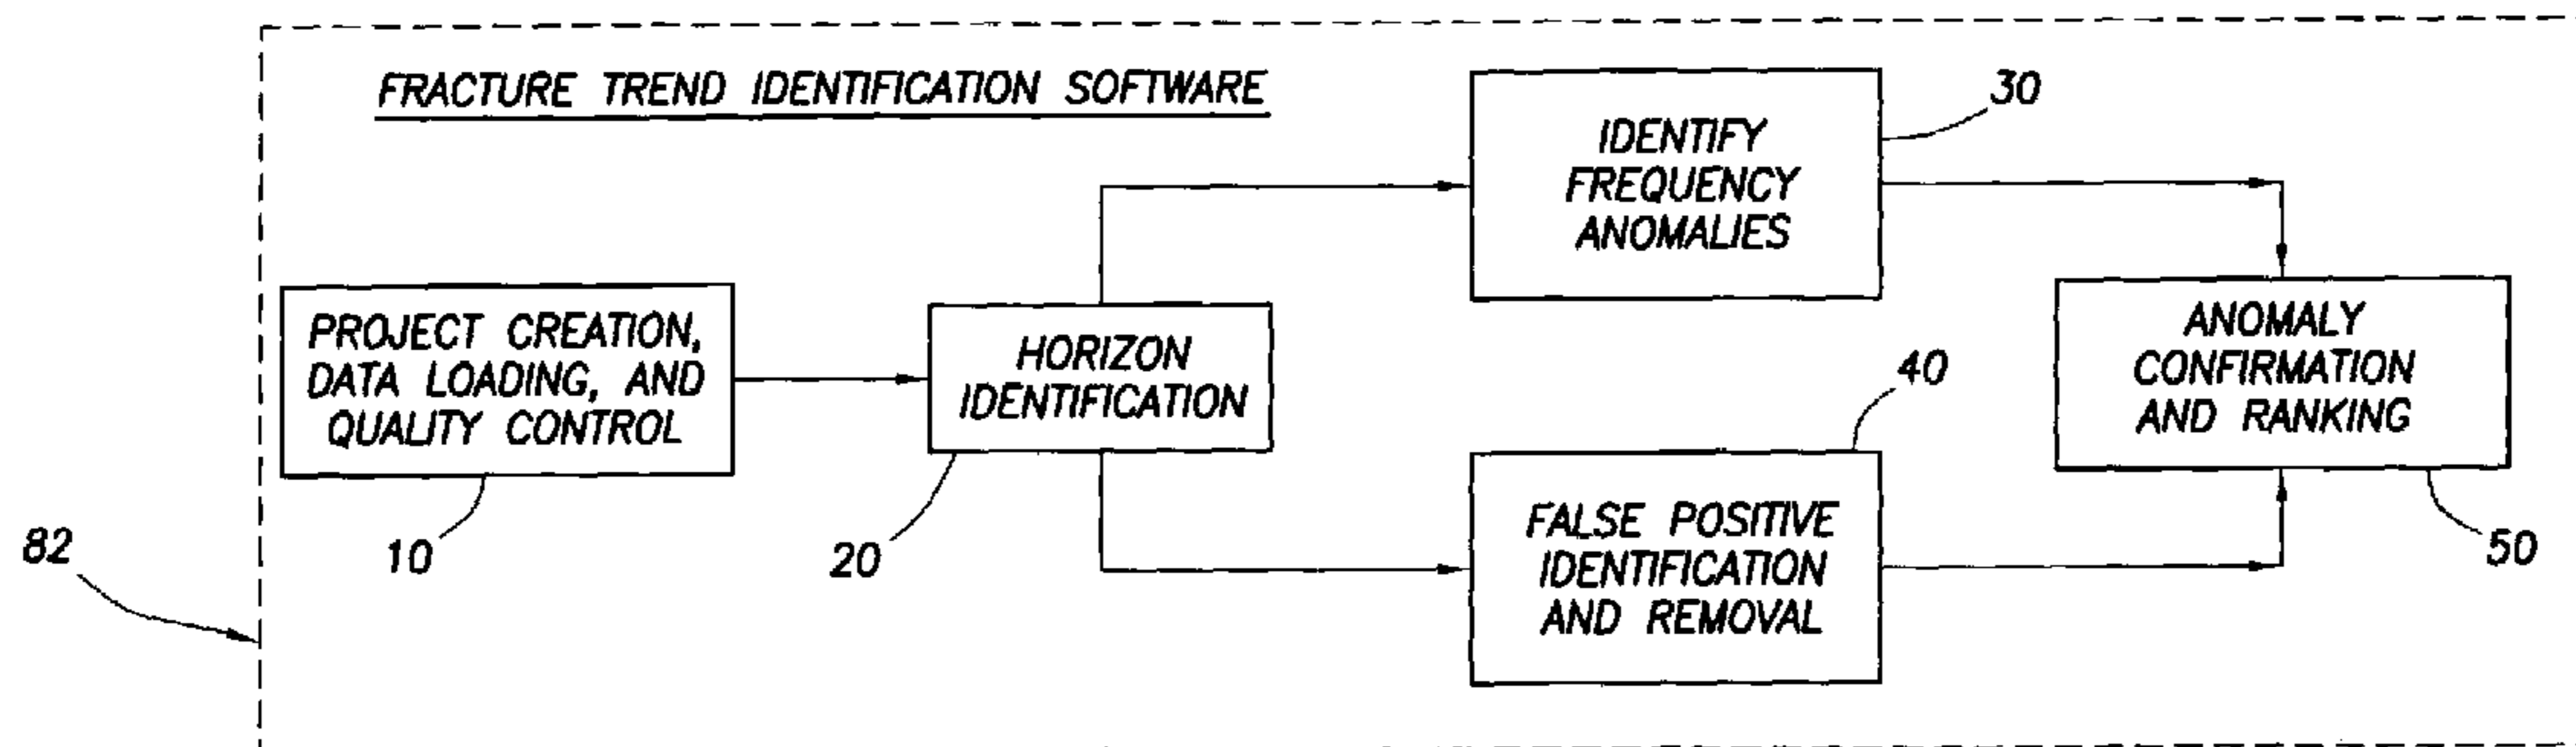 FRACTURE TREND IDENTIFICATION SOFTWARE
IDENTIFY
FREQUENCY
ANOMALIES
30
PROJECT CREATION,
DATA LOADING, AND
QUALITY CONTROL
10
HORIZON
IDENTIFICATION
20
FALSE POSITIVE
IDENTIFICATION
AND REMOVAL
40
ANOMALY
CONFIRMATION
AND RANKING
50
82